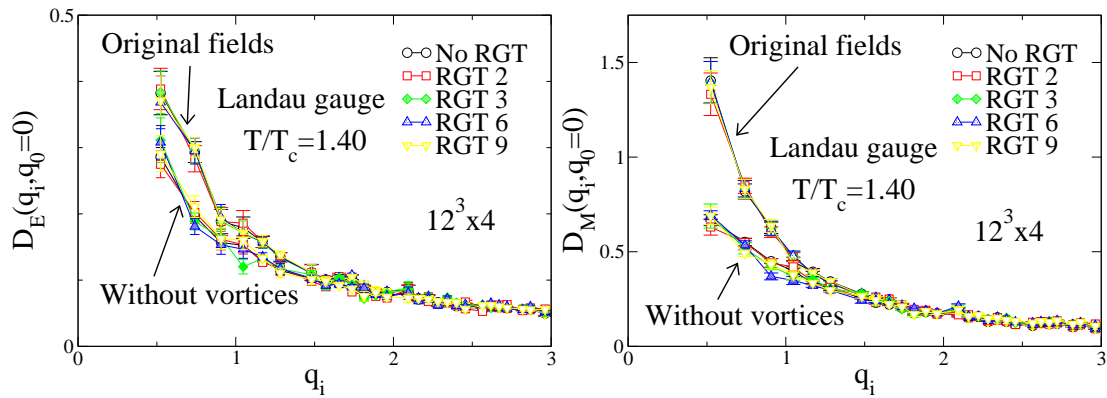 0.5
Original fields
No RGT
RGT 2
RGT 3
RGT 6
RGT 9
Landau gauge
T/T_c=1.40
12^3x4
Without vortices
D_E(q_i,q_0=0)
0
0
1
2
3
q_i
1.5
1
0.5
0
Original fields
No RGT
RGT 2
RGT 3
RGT 6
RGT 9
Landau gauge
T/T_c=1.40
12^3x4
Without vortices
D_M(q_i,q_0=0)
0
1
2
3
q_i